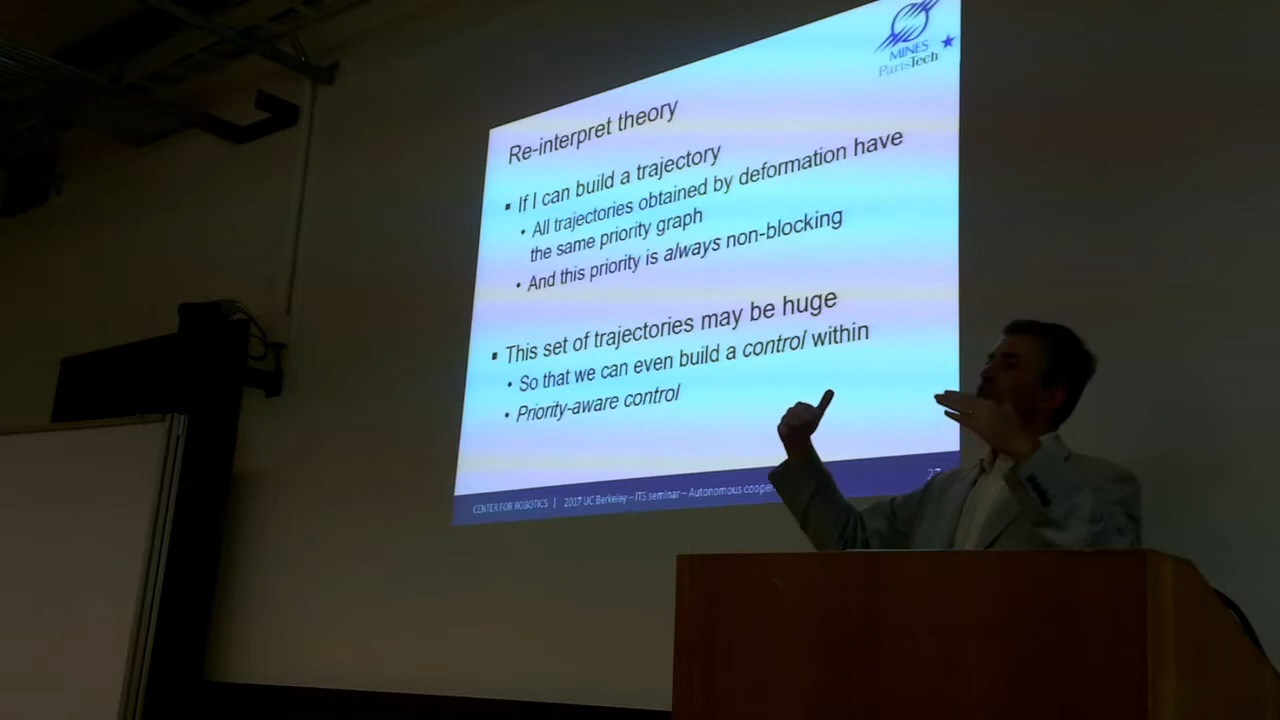 MINES
ParisTech
Re-interpret theory
▪ If I can build a trajectory
• All trajectories obtained by deformation have
the same priority graph
• And this priority is always non-blocking
▪ This set of trajectories may be huge
• So that we can even build a control within
• Priority-aware control
CENTER FOR ROBOTICS | 2017 UC Berkeley – ITS seminar – Autonomous cooper